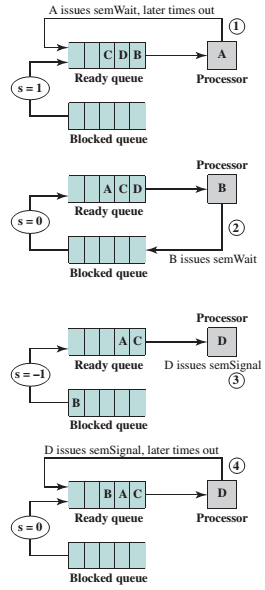 A issues semWait, later times out
1
C D B
A
Ready queue
Processor
s = 1
Blocked queue
Processor
A C D
B
Ready queue
s = 0
2
B issues semWait
Blocked queue
Processor
A C
D
Ready queue
D issues semSignal
s = –1
3
B
Blocked queue
D issues semSignal, later times out
4
B A C
D
Ready queue
Processor
s = 0
Blocked queue